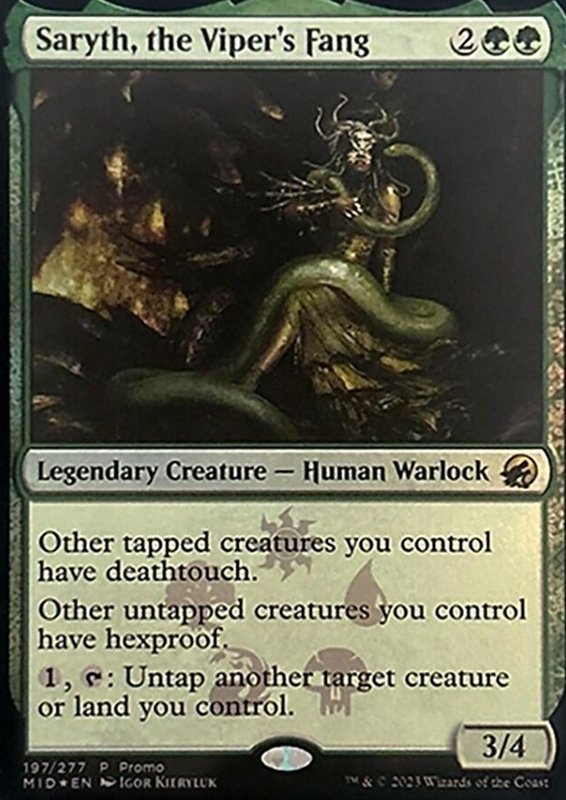 Saryth, the Viper's Fang 2
Legendary Creature — Human Warlock
Other tapped creatures you control
have deathtouch.
Other untapped creatures you control
have hexproof.
1, : Untap another target creature
or land you control.
3/4
197/277 P Promo
MID★EN Igor Kieryluk
™ & © 2023 Wizards of the Coast